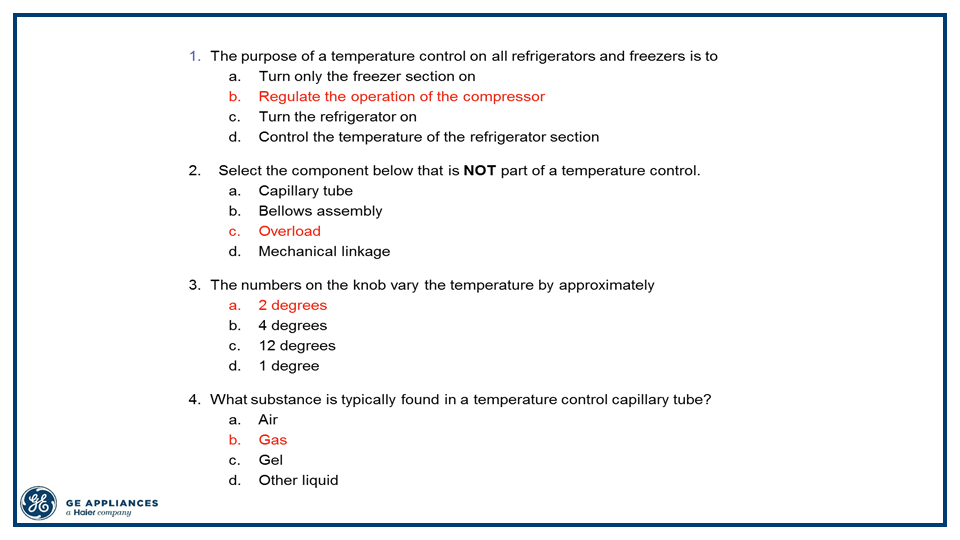 1. The purpose of a temperature control on all refrigerators and freezers is to
a. Turn only the freezer section on
b. Regulate the operation of the compressor
c. Turn the refrigerator on
d. Control the temperature of the refrigerator section
2. Select the component below that is NOT part of a temperature control.
a. Capillary tube
b. Bellows assembly
c. Overload
d. Mechanical linkage
3. The numbers on the knob vary the temperature by approximately
a. 2 degrees
b. 4 degrees
c. 12 degrees
d. 1 degree
4. What substance is typically found in a temperature control capillary tube?
a. Air
b. Gas
c. Gel
d. Other liquid
GE APPLIANCES
a Haier company